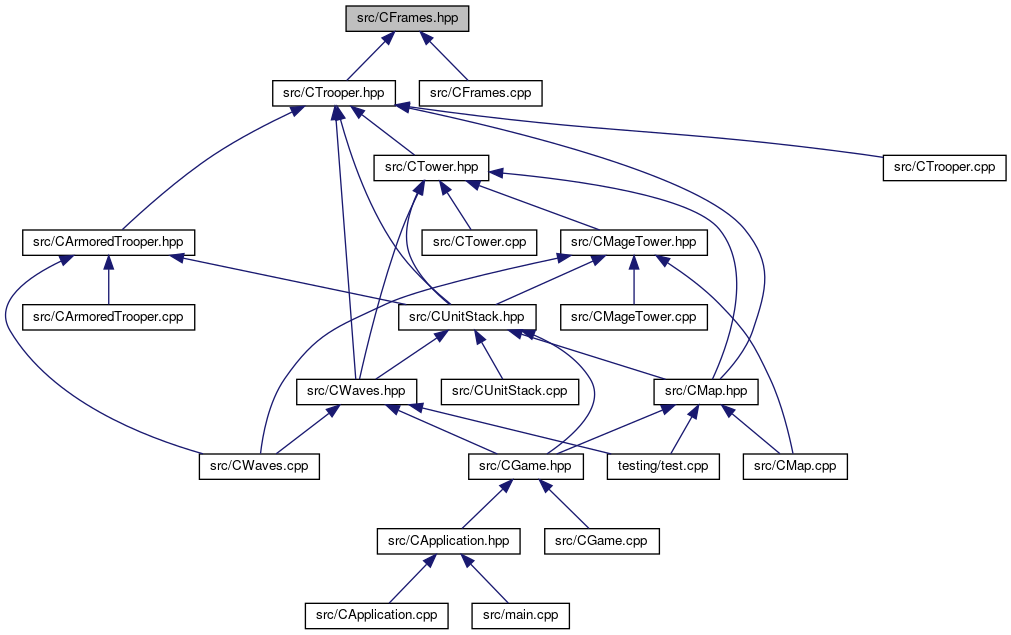 src/CFrames.hpp
src/CTrooper.hpp
src/CFrames.cpp
src/CTower.hpp
src/CTrooper.cpp
src/CArmoredTrooper.hpp
src/CTower.cpp
src/CMageTower.hpp
src/CArmoredTrooper.cpp
src/CUnitStack.hpp
src/CMageTower.cpp
src/CWaves.hpp
src/CUnitStack.cpp
src/CMap.hpp
src/CWaves.cpp
src/CGame.hpp
testing/test.cpp
src/CMap.cpp
src/CApplication.hpp
src/CGame.cpp
src/CApplication.cpp
src/main.cpp